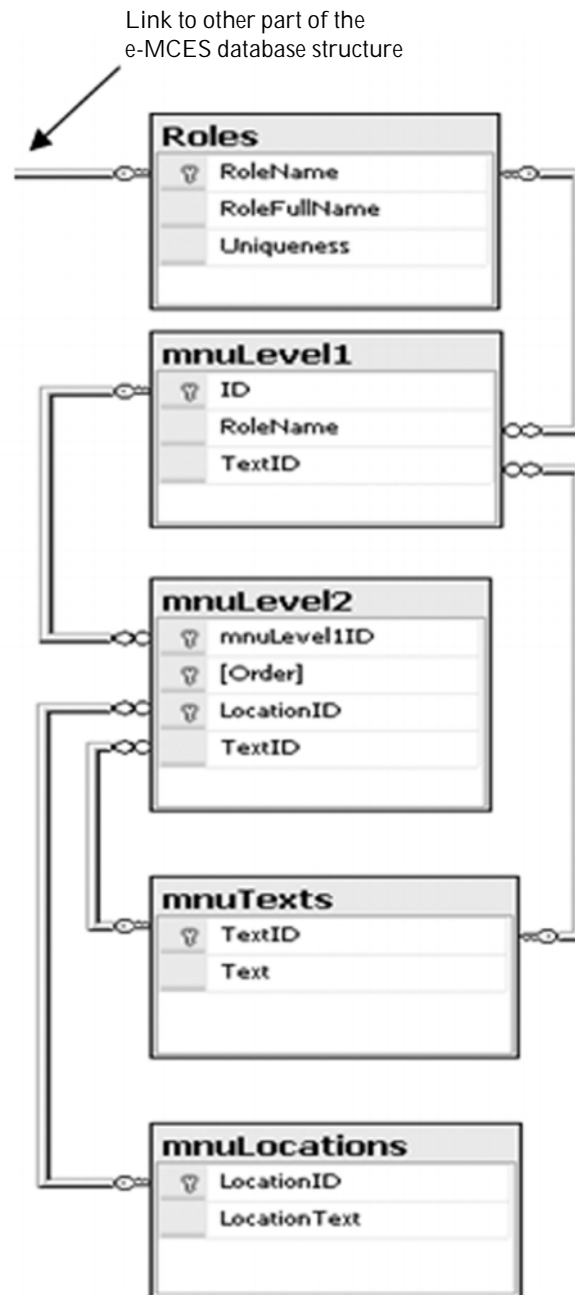 Link to other part of the
e-MCES database structure
Roles
RoleName
RoleFullName
Uniqueness
mnuLevel1
ID
RoleName
TextID
mnuLevel2
mnuLevel1ID
[Order]
LocationID
TextID
mnuTexts
TextID
Text
mnuLocations
LocationID
LocationText